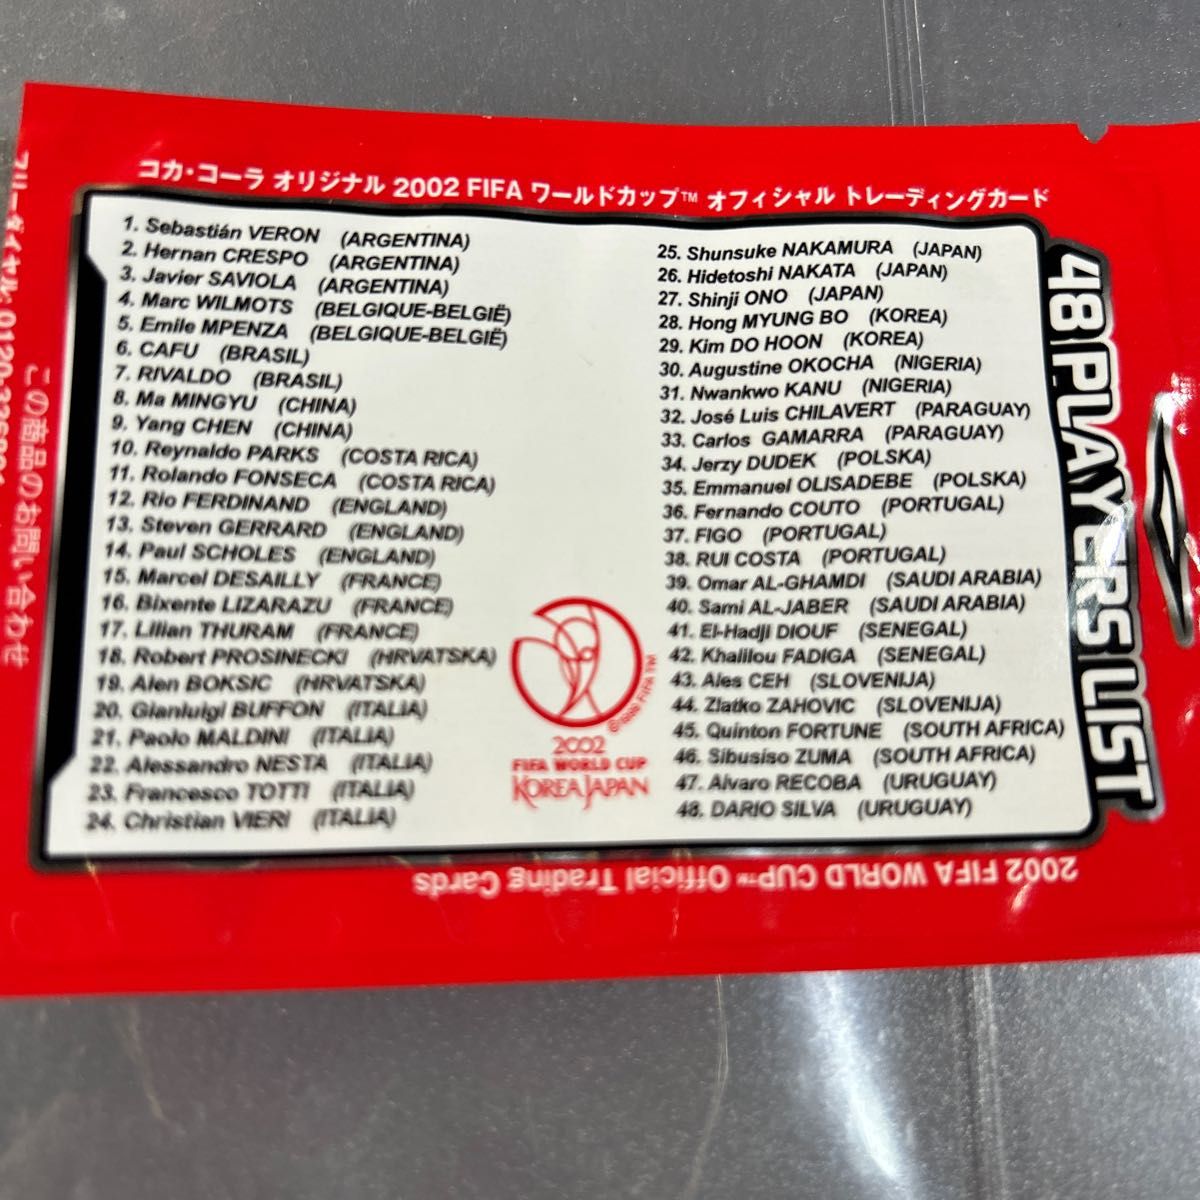 コカ・コーラ オリジナル 2002 FIFA ワールドカップ™ オフィシャル トレーディングカード
1. Sebastián VERON (ARGENTINA)
2. Hernan CRESPO (ARGENTINA)
3. Javier SAVIOLA (ARGENTINA)
4. Marc WILMOTS (BELGIQUE-BELGIË)
5. Emile MPENZA (BELGIQUE-BELGIË)
6. CAFU (BRASIL)
7. RIVALDO (BRASIL)
8. Ma MINGYU (CHINA)
9. Yang CHEN (CHINA)
10. Reynaldo PARKS (COSTA RICA)
11. Rolando FONSECA (COSTA RICA)
12. Rio FERDINAND (ENGLAND)
13. Steven GERRARD (ENGLAND)
14. Paul SCHOLES (ENGLAND)
15. Marcel DESAILLY (FRANCE)
16. Bixente LIZARAZU (FRANCE)
17. Lilian THURAM (FRANCE)
18. Robert PROSINECKI (HRVATSKA)
19. Alen BOKSIC (HRVATSKA)
20. Gianluigi BUFFON (ITALIA)
21. Paolo MALDINI (ITALIA)
22. Alessandro NESTA (ITALIA)
23. Francesco TOTTI (ITALIA)
24. Christian VIERI (ITALIA)
25. Shunsuke NAKAMURA (JAPAN)
26. Hidetoshi NAKATA (JAPAN)
27. Shinji ONO (JAPAN)
28. Hong MYUNG BO (KOREA)
29. Kim DO HOON (KOREA)
30. Augustine OKOCHA (NIGERIA)
31. Nwankwo KANU (NIGERIA)
32. José Luis CHILAVERT (PARAGUAY)
33. Carlos GAMARRA (PARAGUAY)
34. Jerzy DUDEK (POLSKA)
35. Emmanuel OLISADEBE (POLSKA)
36. Fernando COUTO (PORTUGAL)
37. FIGO (PORTUGAL)
38. RUI COSTA (PORTUGAL)
39. Omar AL-GHAMDI (SAUDI ARABIA)
40. Sami AL-JABER (SAUDI ARABIA)
41. El-Hadji DIOUF (SENEGAL)
42. Khalilou FADIGA (SENEGAL)
43. Ales CEH (SLOVENIJA)
44. Zlatko ZAHOVIC (SLOVENIJA)
45. Quinton FORTUNE (SOUTH AFRICA)
46. Sibusiso ZUMA (SOUTH AFRICA)
47. Alvaro RECOBA (URUGUAY)
48. DARIO SILVA (URUGUAY)
2002
FIFA WORLD CUP
KOREA JAPAN
FIFA TM
48 PLAYERS LIST
2002 FIFA WORLD CUP™ Official Trading Cards
この商品のお問い合わせ
フリーダイヤル:0120-33